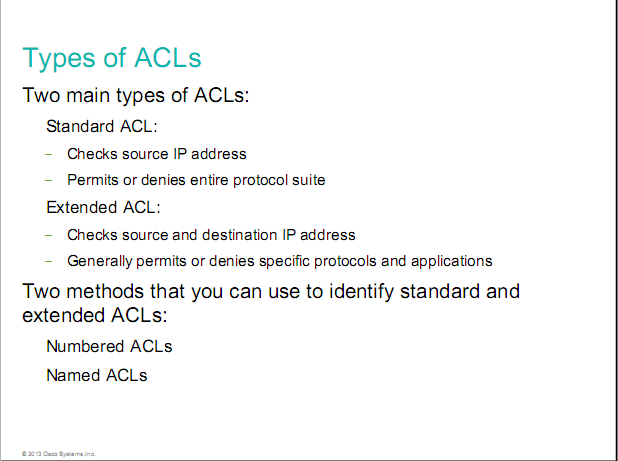 Types of ACLs
Two main types of ACLs:
Standard ACL:
– Checks source IP address
– Permits or denies entire protocol suite
Extended ACL:
– Checks source and destination IP address
– Generally permits or denies specific protocols and applications
Two methods that you can use to identify standard and
extended ACLs:
Numbered ACLs
Named ACLs
© 2013 Cisco Systems, Inc.